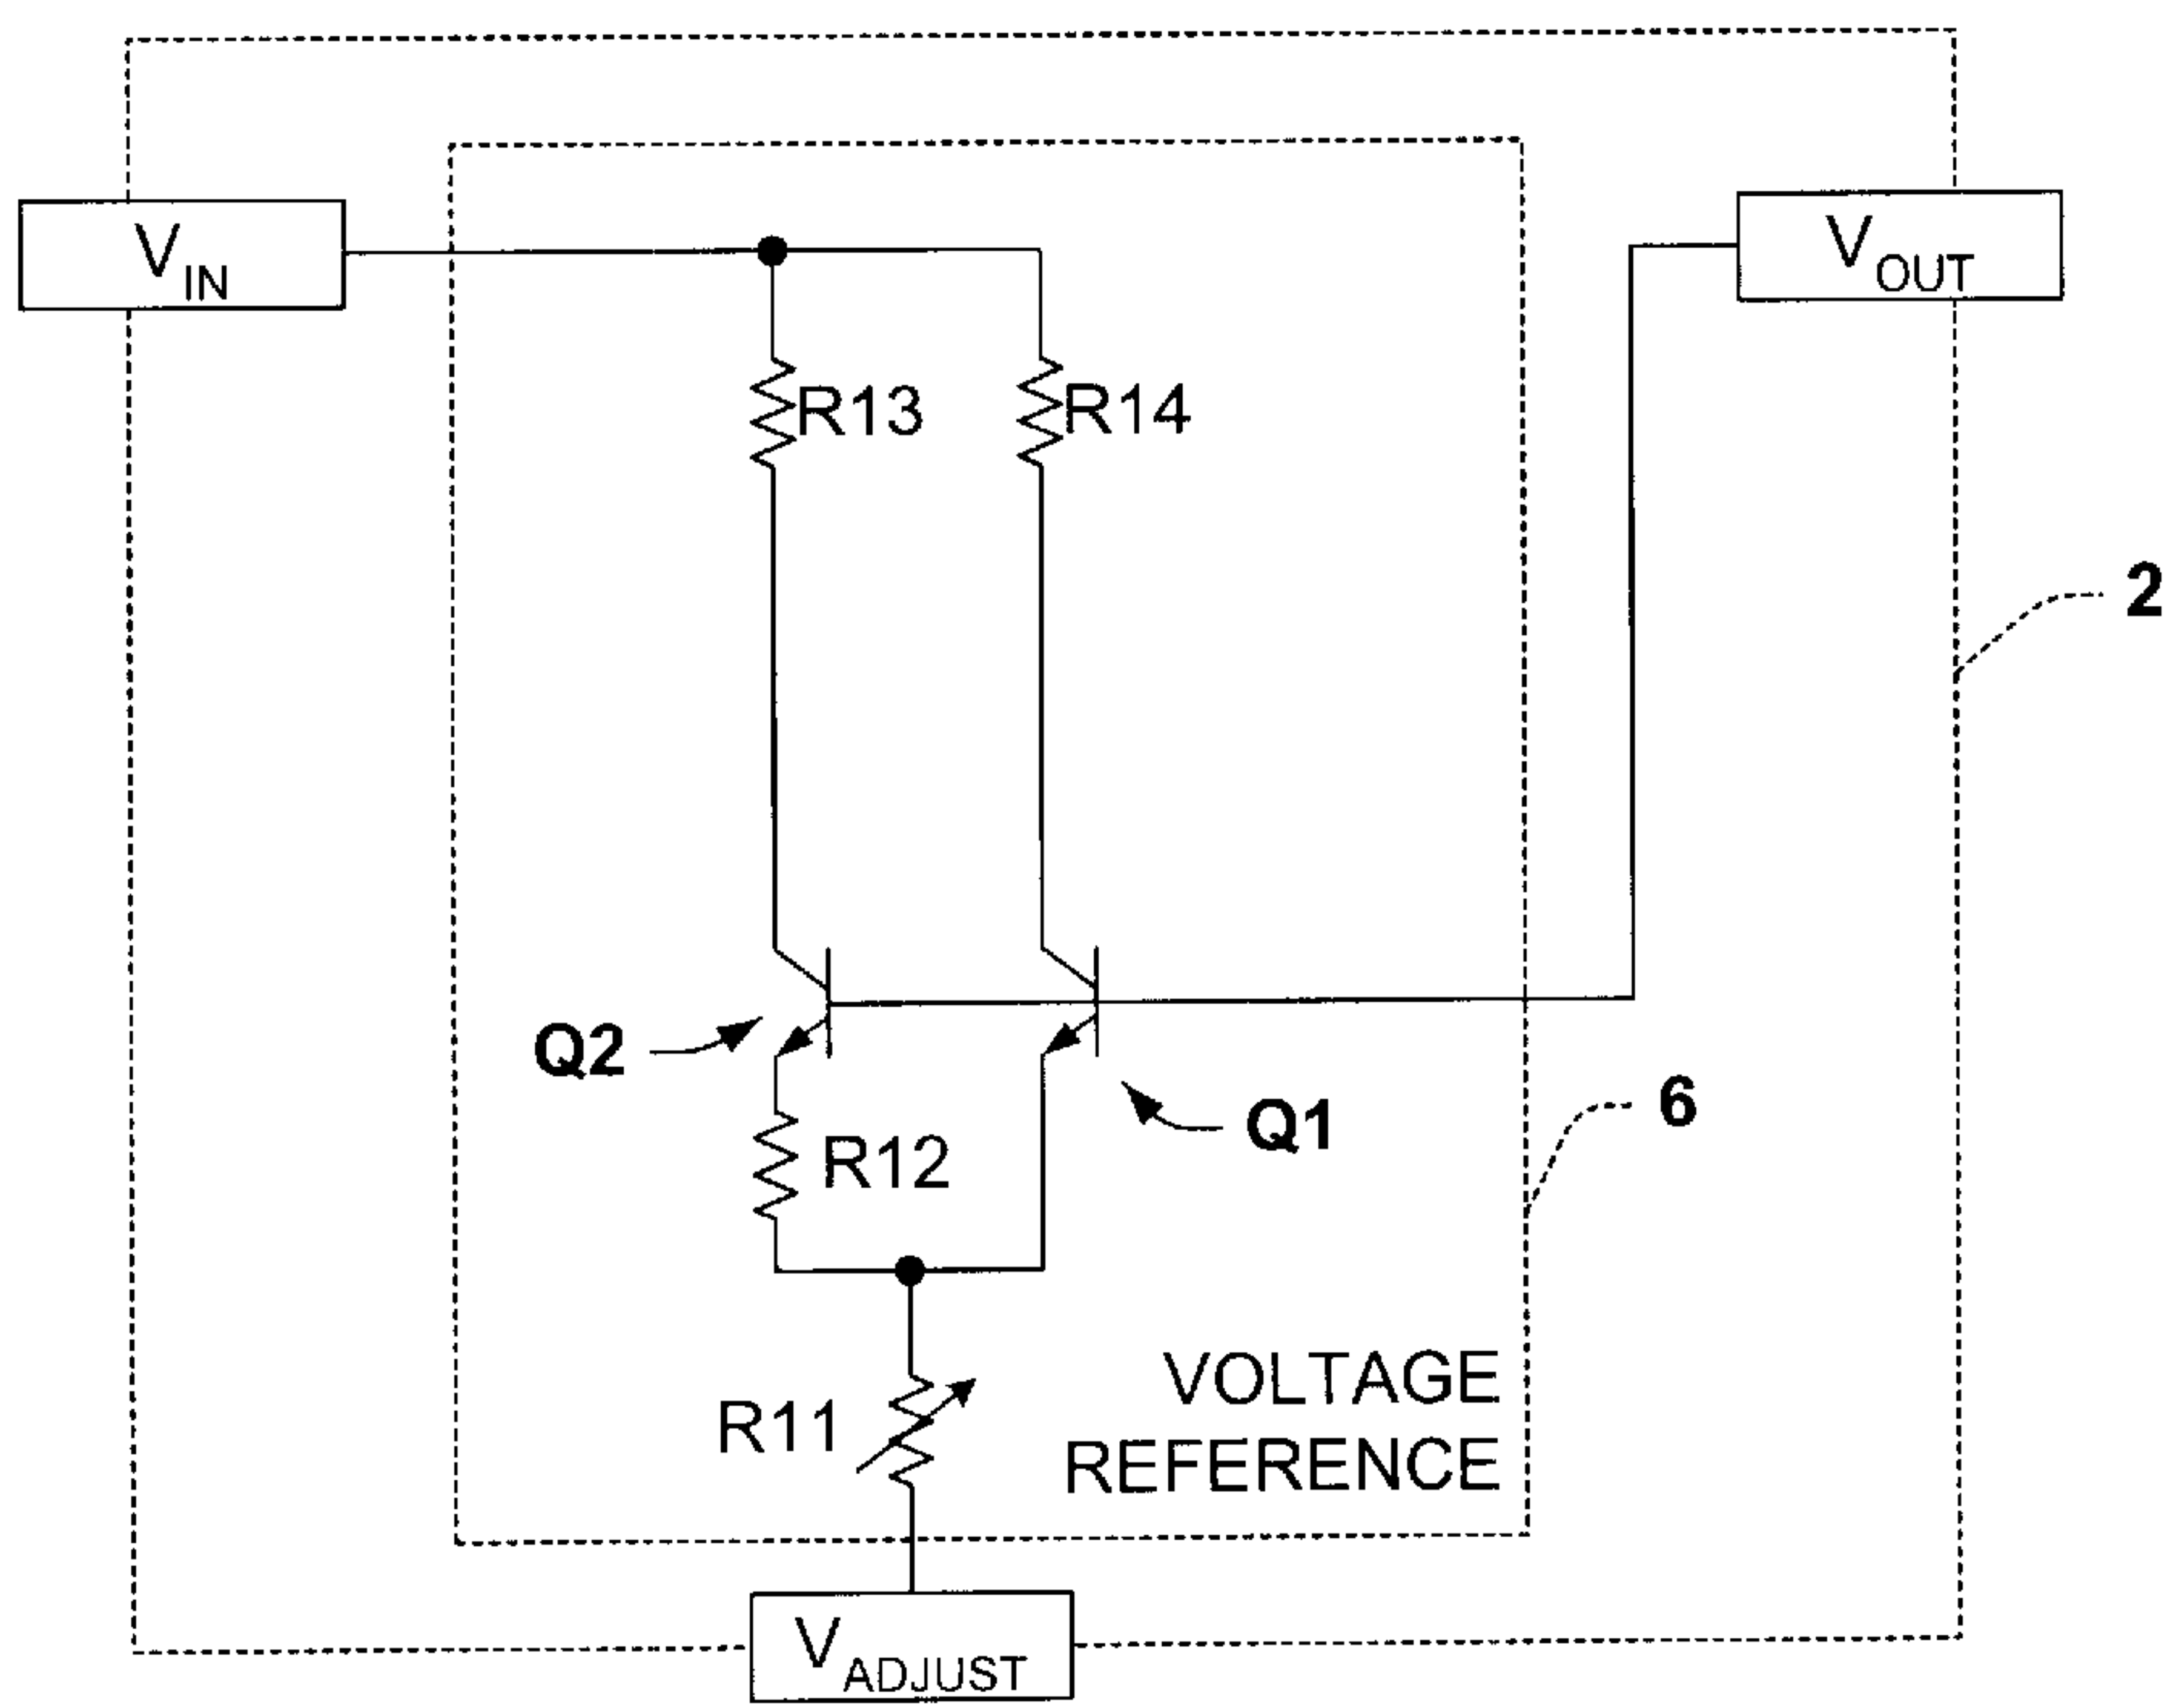 VIN
VOUT
R13
R14
2
Q2
Q1
6
R12
R11
VOLTAGE
REFERENCE
VADJUST